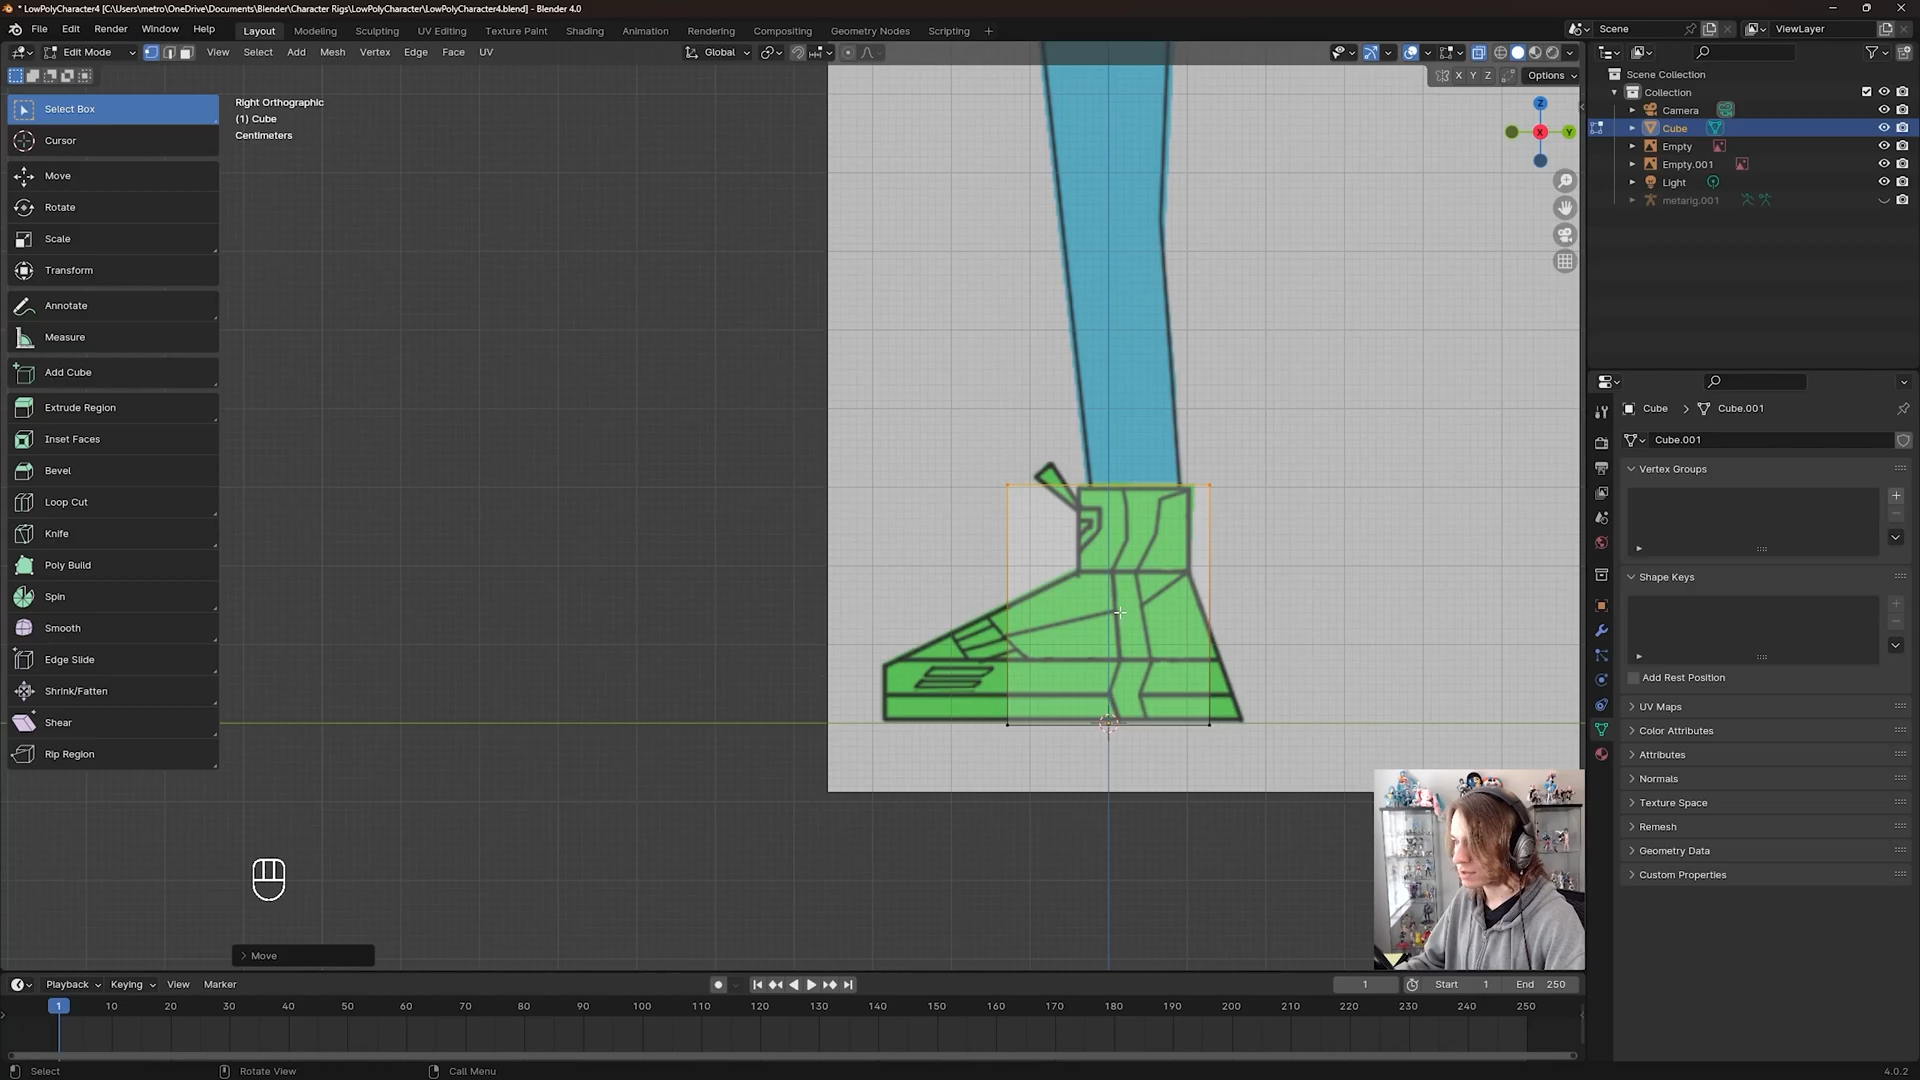 * LowPolyCharacter4 [C:\Users\metro\OneDrive\Documents\Blender\Character Rigs\LowPolyCharacter\LowPolyCharacter4.blend] - Blender 4.0
File Edit Render Window Help Layout Modeling Sculpting UV Editing Texture Paint Shading Animation Rendering Compositing Geometry Nodes Scripting + Scene ViewLayer
Edit Mode View Select Add Mesh Vertex Edge Face UV Global
X Y Z Options
Select Box
Cursor
Move
Rotate
Scale
Transform
Annotate
Measure
Add Cube
Extrude Region
Inset Faces
Bevel
Loop Cut
Knife
Poly Build
Spin
Smooth
Edge Slide
Shrink/Fatten
Shear
Rip Region
Right Orthographic
(1) Cube
Centimeters
Z
X
Y
Move
Scene Collection
Collection
Camera
Cube
Empty
Empty.001
Light
metarig.001
Cube Cube.001
Cube.001
Vertex Groups
Shape Keys
Add Rest Position
UV Maps
Color Attributes
Attributes
Normals
Texture Space
Remesh
Geometry Data
Custom Properties
Playback Keying View Marker 1 Start 1 End 250
1 10 20 30 40 50 60 70 80 90 100 110 120 130 140 150 160 170 180 190 200 210 220 230 240 250
Select Rotate View Call Menu 4.0.2